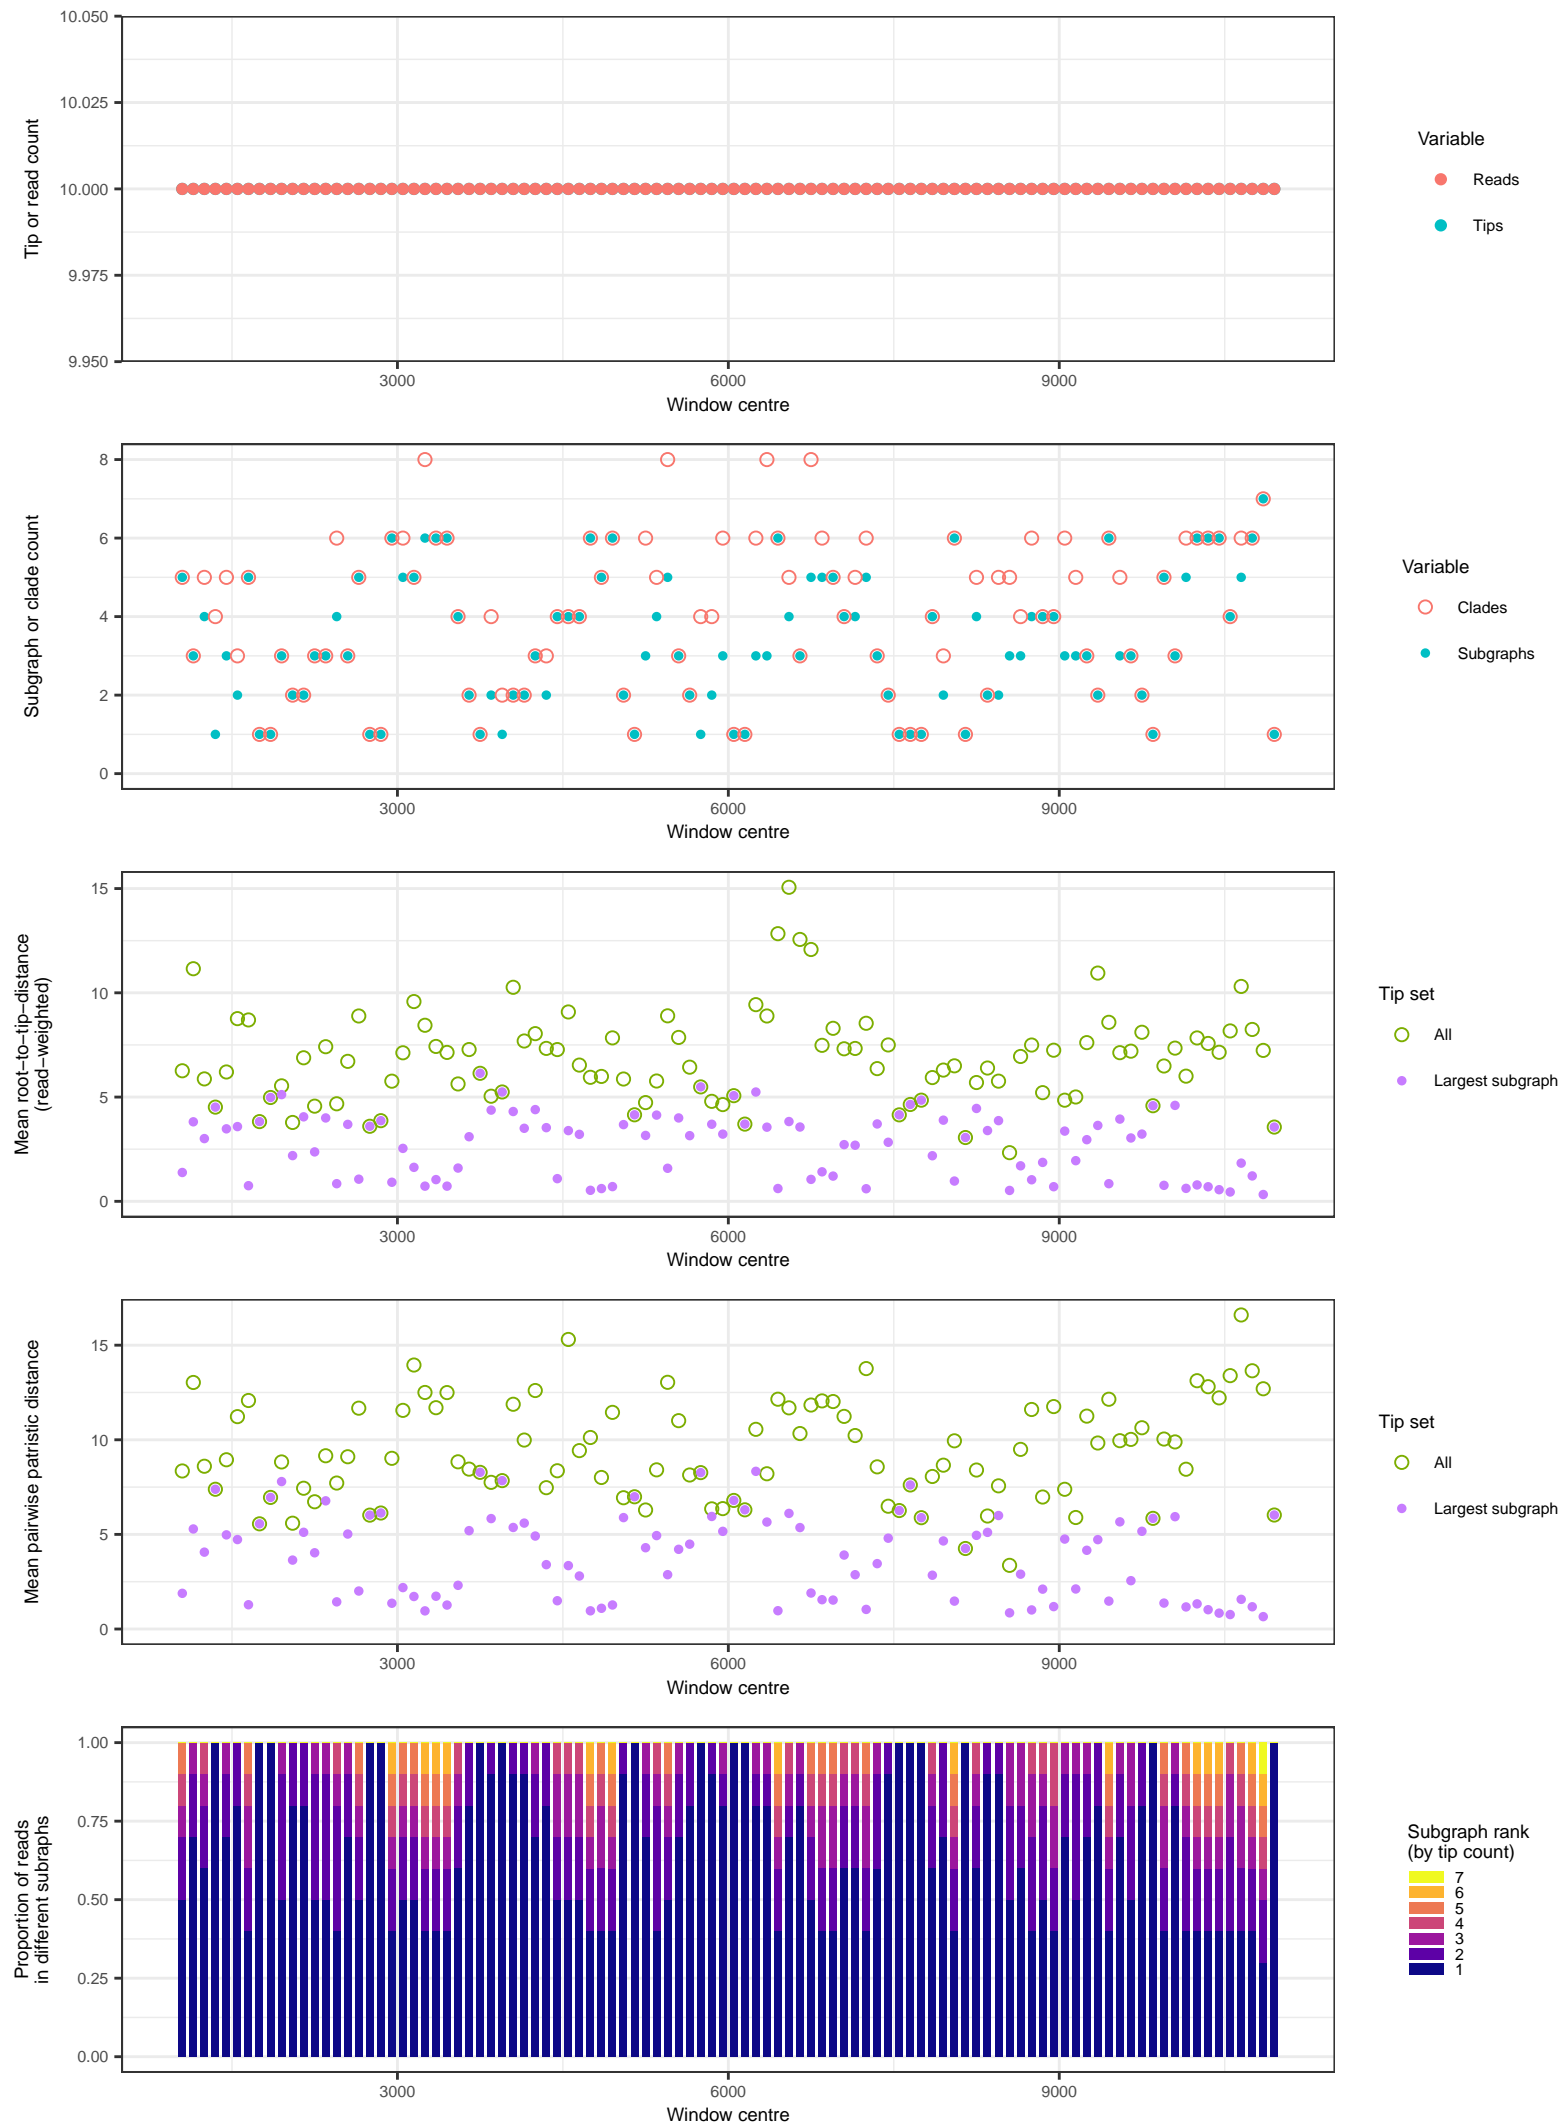 10.050
10.025
10.000
9.975
9.950
Tip or read count
3000
6000
9000
Window centre
Variable
Reads
Tips
8
6
4
2
0
Subgraph or clade count
3000
6000
9000
Window centre
Variable
Clades
Subgraphs
15
10
5
0
Mean root−to−tip−distance
(read−weighted)
3000
6000
9000
Window centre
Tip set
All
Largest subgraph
15
10
5
0
Mean pairwise patristic distance
3000
6000
9000
Window centre
Tip set
All
Largest subgraph
1.00
0.75
0.50
0.25
0.00
Proportion of reads
in different subraphs
3000
6000
9000
Window centre
Subgraph rank
(by tip count)
7
6
5
4
3
2
1